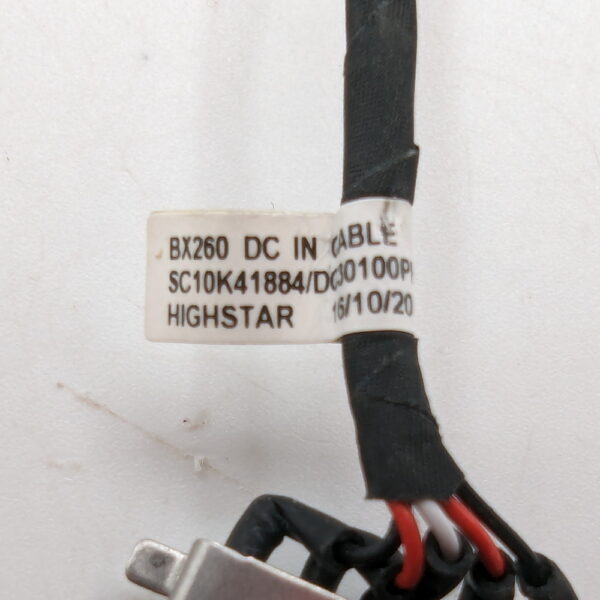 BX260 DC IN CABLE
SC10K41884/DC30100P
HIGHSTAR 16/10/20